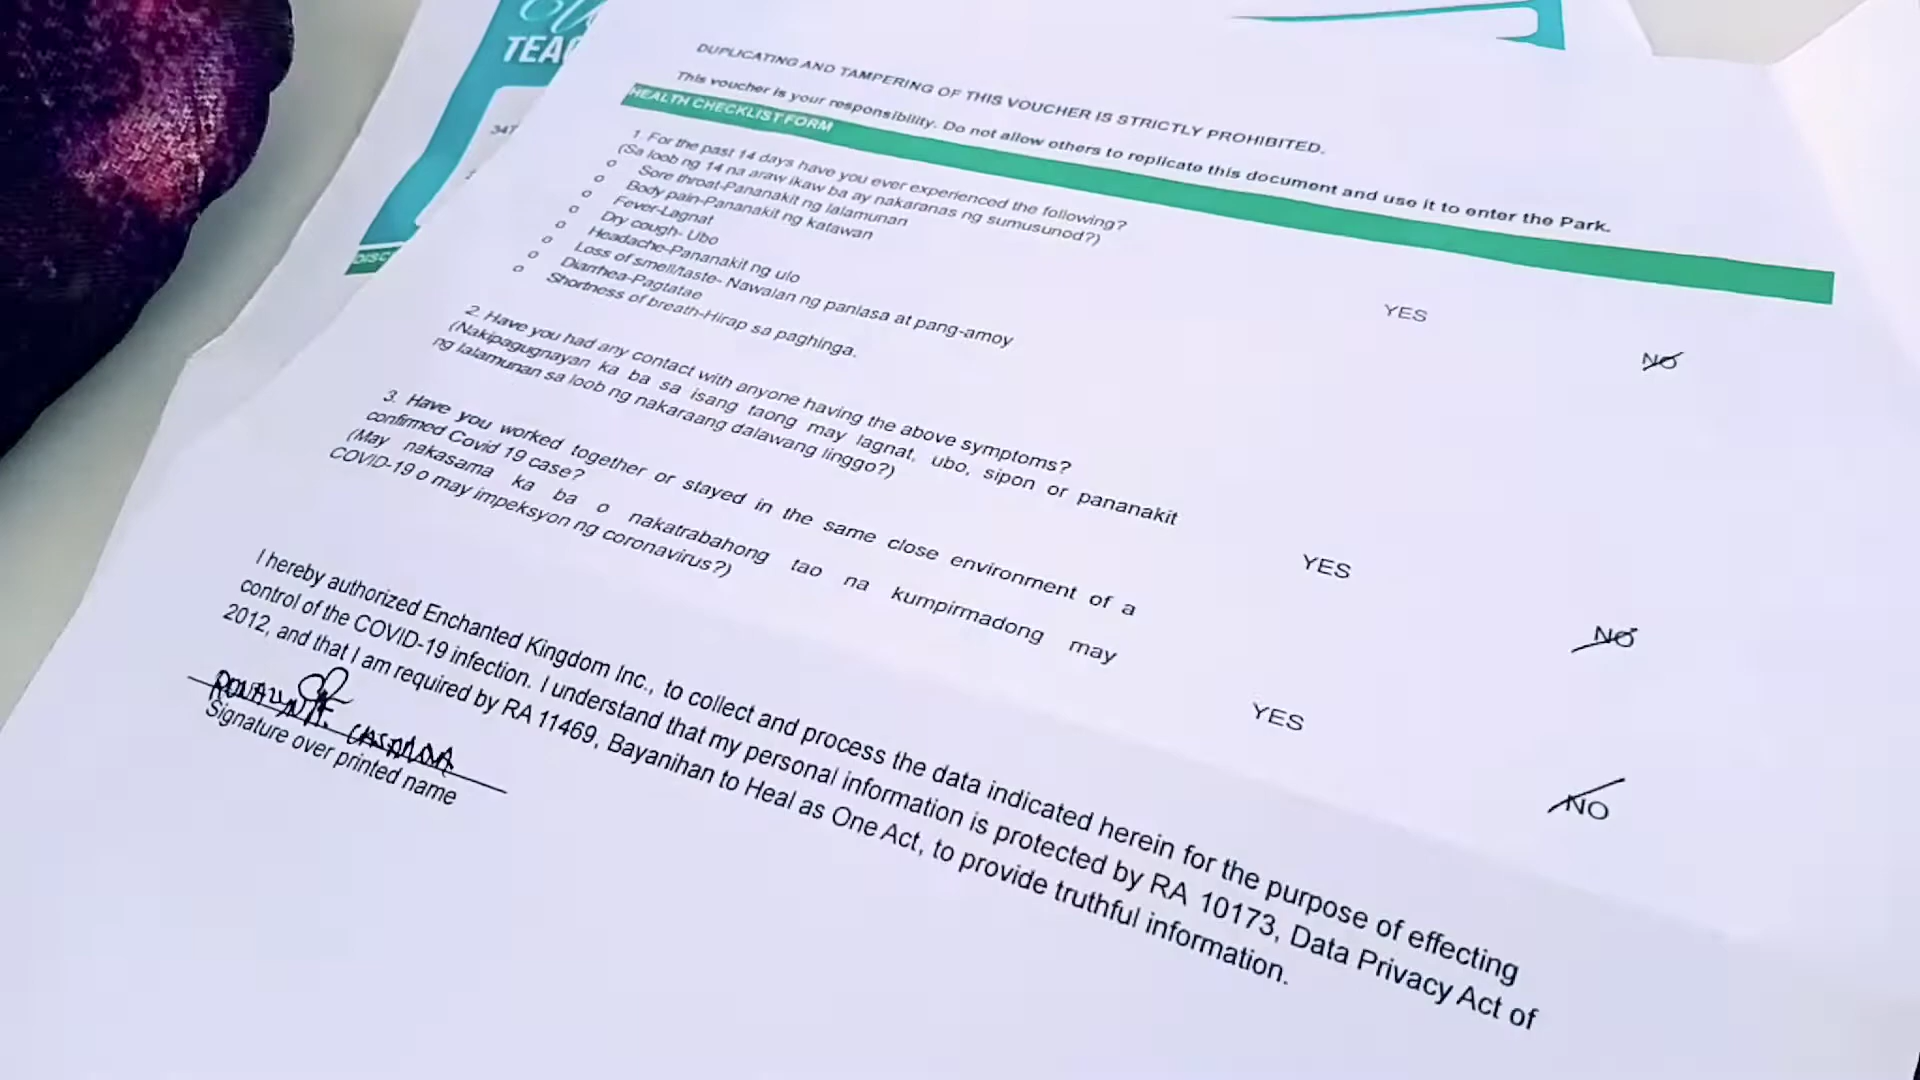 TEA
347
DISC
DUPLICATING AND TAMPERING OF THIS VOUCHER IS STRICTLY PROHIBITED.
This voucher is your responsibility. Do not allow others to replicate this document and use it to enter the Park.
HEALTH CHECKLIST FORM
1. For the past 14 days have you ever experienced the following?
(Sa loob ng 14 na araw ikaw ba ay nakaranas ng sumusunod?)
o Sore throat-Pananakit ng lalamunan
o Body pain-Pananakit ng katawan
o Fever-Lagnat
o Dry cough- Ubo
o Headache-Pananakit ng ulo
o Loss of smell/taste- Nawalan ng panlasa at pang-amoy
o Diarrhea-Pagtatae
o Shortness of breath-Hirap sa paghinga.
YES NO
2. Have you had any contact with anyone having the above symptoms?
(Nakipagugnayan ka ba sa isang taong may lagnat, ubo, sipon or pananakit
ng lalamunan sa loob ng nakaraang dalawang linggo?)
YES NO
3. Have you worked together or stayed in the same close environment of a
confirmed Covid 19 case?
(May nakasama ka ba o nakatrabahong tao na kumpirmadong may
COVID-19 o may impeksyon ng coronavirus?)
YES NO
I hereby authorized Enchanted Kingdom Inc., to collect and process the data indicated herein for the purpose of effecting
control of the COVID-19 infection. I understand that my personal information is protected by RA 10173, Data Privacy Act of
2012, and that I am required by RA 11469, Bayanihan to Heal as One Act, to provide truthful information.
Signature over printed name